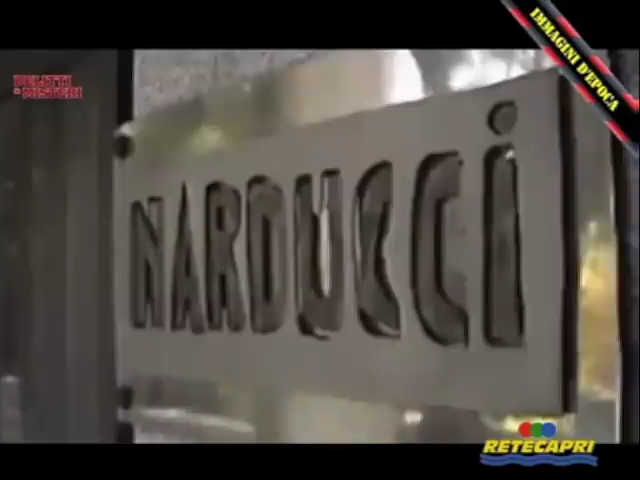 DELITTI
& MISTERI
IMMAGINI D'EPOCA
NARDUCCi
RETECAPRI